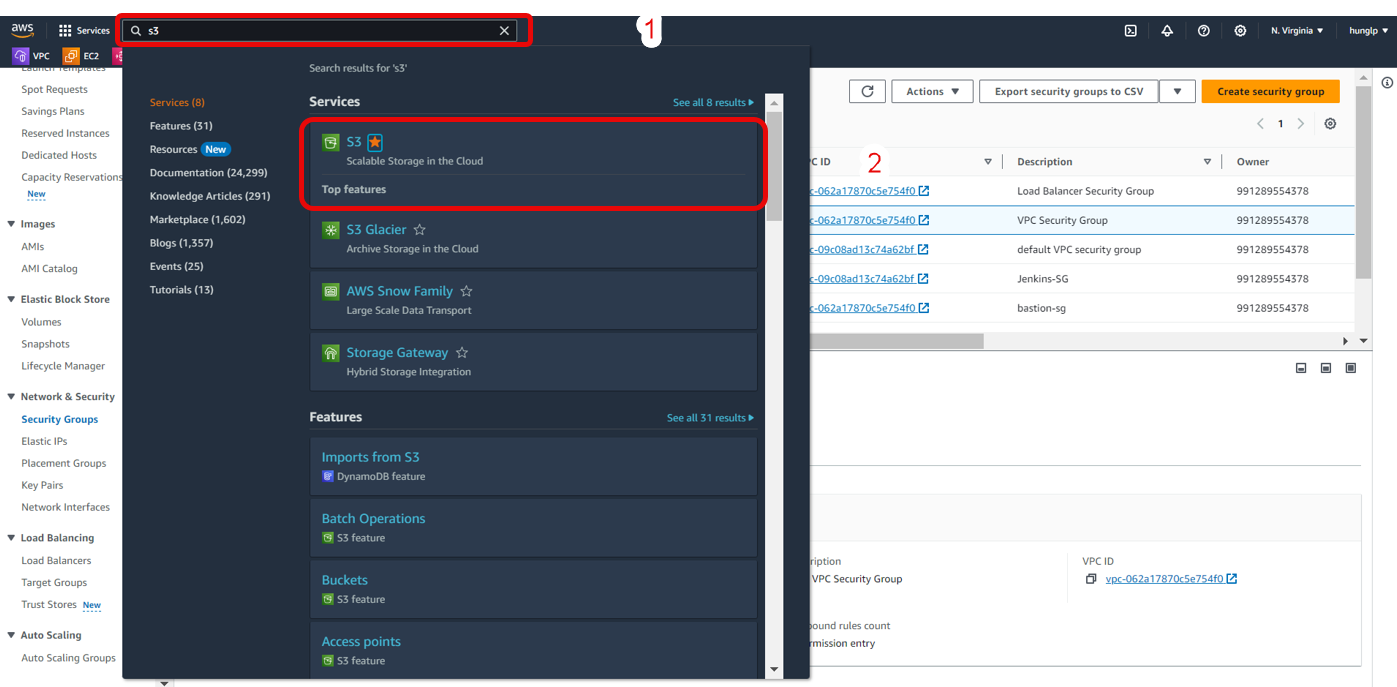 aws
Services
s3
1
N. Virginia
hunglp
VPC
EC2
Launch Templates
Spot Requests
Savings Plans
Reserved Instances
Dedicated Hosts
Capacity Reservations
New
Images
AMIs
AMI Catalog
Elastic Block Store
Volumes
Snapshots
Lifecycle Manager
Network & Security
Security Groups
Elastic IPs
Placement Groups
Key Pairs
Network Interfaces
Load Balancing
Load Balancers
Target Groups
Trust Stores New
Auto Scaling
Auto Scaling Groups
Search results for 's3'
Services (8)
Features (31)
Resources New
Documentation (24,299)
Knowledge Articles (291)
Marketplace (1,602)
Blogs (1,357)
Events (25)
Tutorials (13)
Services
See all 8 results
S3
Scalable Storage in the Cloud
Top features
S3 Glacier
Archive Storage in the Cloud
AWS Snow Family
Large Scale Data Transport
Storage Gateway
Hybrid Storage Integration
Features
See all 31 results
Imports from S3
DynamoDB feature
Batch Operations
S3 feature
Buckets
S3 feature
Access points
S3 feature
Actions
Export security groups to CSV
Create security group
1
2
PC ID Description Owner
c-062a17870c5e754f0 Load Balancer Security Group 991289554378
c-062a17870c5e754f0 VPC Security Group 991289554378
c-09c08ad13c74a62bf default VPC security group 991289554378
c-09c08ad13c74a62bf Jenkins-SG 991289554378
c-062a17870c5e754f0 bastion-sg 991289554378
ription
VPC Security Group
VPC ID
vpc-062a17870c5e754f0
ound rules count
rmission entry